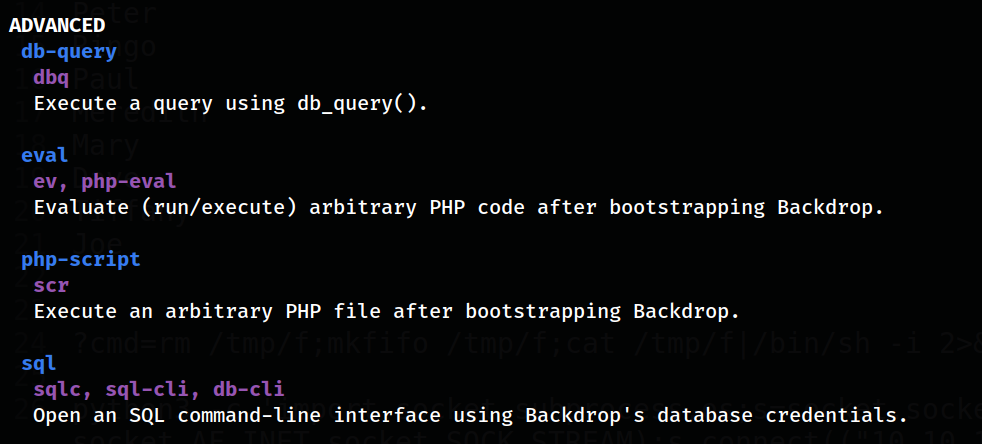 ADVANCED
db-query
dbq
Execute a query using db_query().
eval
ev, php-eval
Evaluate (run/execute) arbitrary PHP code after bootstrapping Backdrop.
php-script
scr
Execute an arbitrary PHP file after bootstrapping Backdrop.
sql
sqlc, sql-cli, db-cli
Open an SQL command-line interface using Backdrop's database credentials.